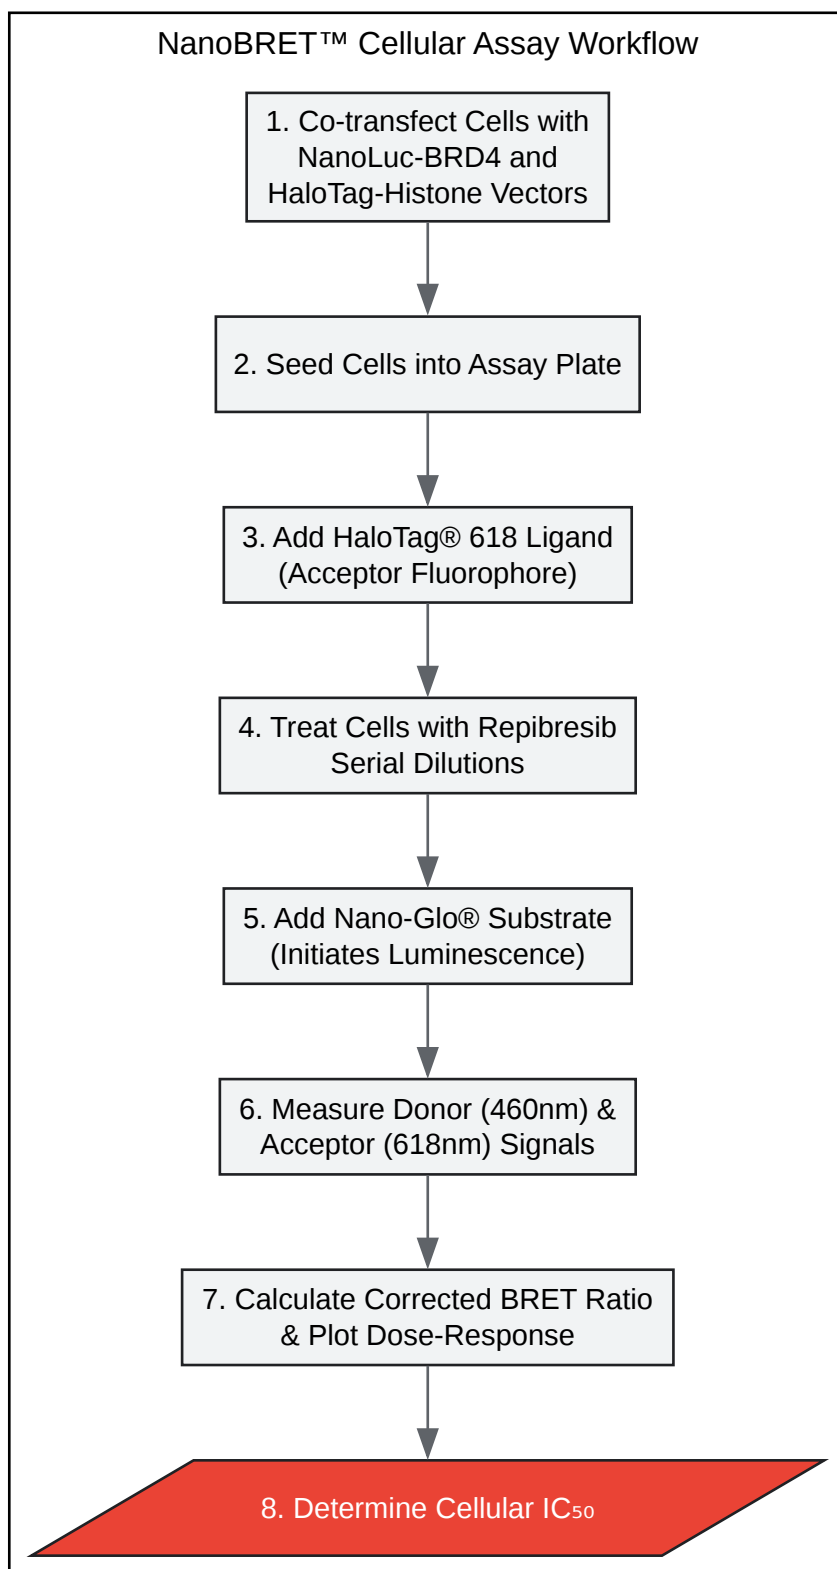 NanoBRET™ Cellular Assay Workflow
1. Co-transfect Cells with
NanoLuc-BRD4 and
HaloTag-Histone Vectors
2. Seed Cells into Assay Plate
3. Add HaloTag® 618 Ligand
(Acceptor Fluorophore)
4. Treat Cells with Repibresib
Serial Dilutions
5. Add Nano-Glo® Substrate
(Initiates Luminescence)
6. Measure Donor (460nm) &
Acceptor (618nm) Signals
7. Calculate Corrected BRET Ratio
& Plot Dose-Response
8. Determine Cellular IC₅₀